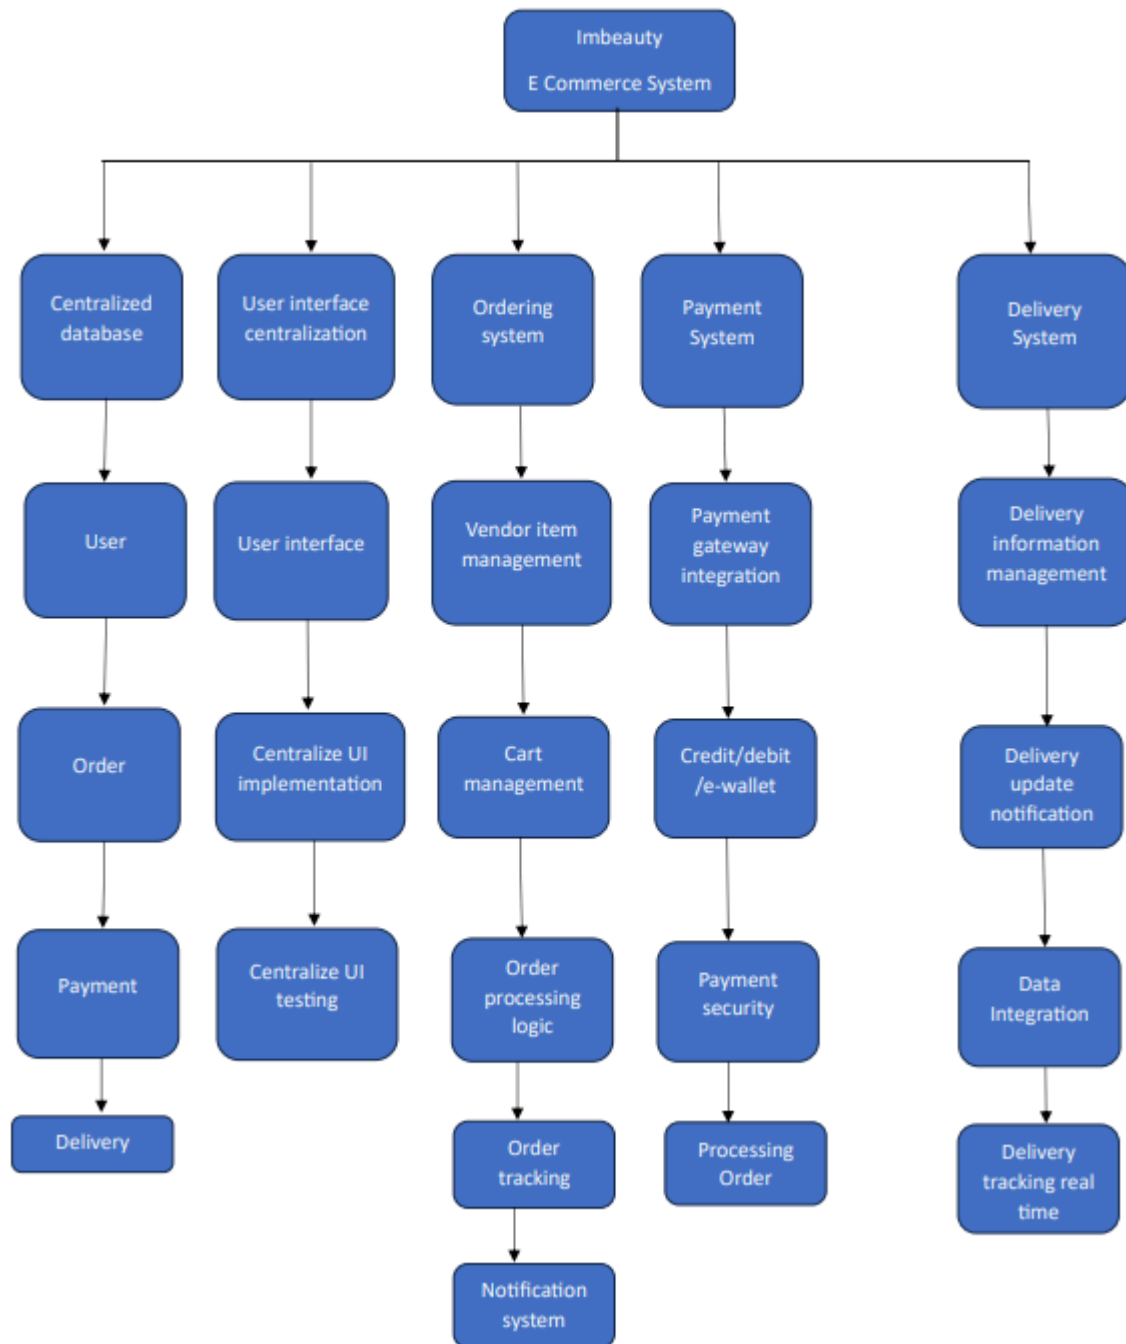 Imbeauty
E Commerce System
Centralized
database
User interface
centralization
Ordering
system
Payment
System
Delivery
System
User
User interface
Vendor item
management
Payment
gateway
integration
Delivery
information
management
Order
Centralize UI
implementation
Cart
management
Credit/debit
/e-wallet
Delivery
update
notification
Payment
Centralize UI
testing
Order
processing
logic
Payment
security
Data
Integration
Delivery
Order
tracking
Processing
Order
Delivery
tracking real
time
Notification
system